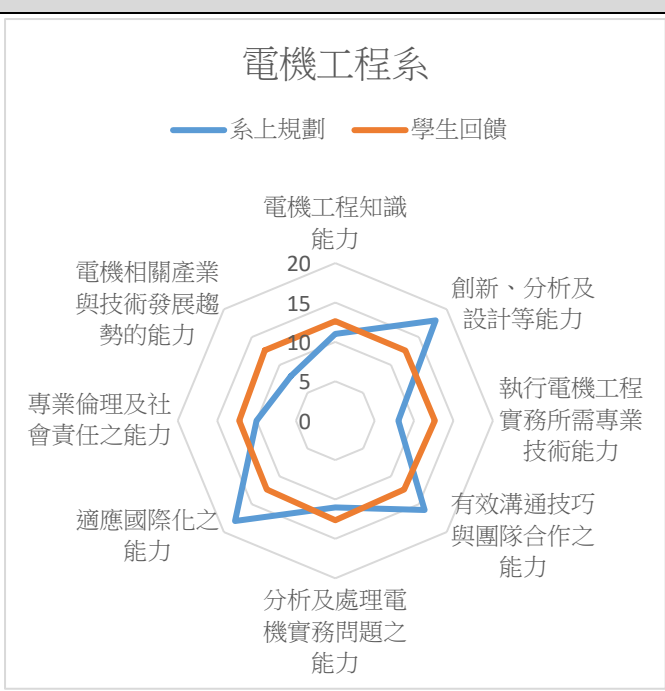 電機工程系
系上規劃 學生回饋
電機工程知識
能力
創新、分析及
設計等能力
執行電機工程
實務所需專業
技術能力
有效溝通技巧
與團隊合作之
能力
分析及處理電
機實務問題之
能力
適應國際化之
能力
專業倫理及社
會責任之能力
電機相關產業
與技術發展趨
勢的能力
20
15
10
5
0